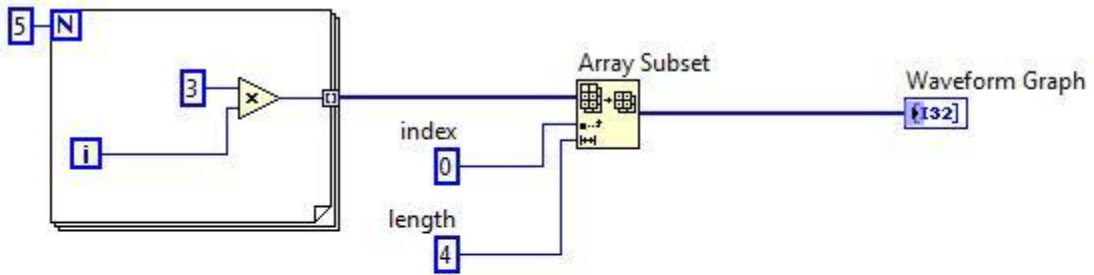 5
N
3
x
i
[]
Array Subset
index
0
length
4
Waveform Graph
[I32]